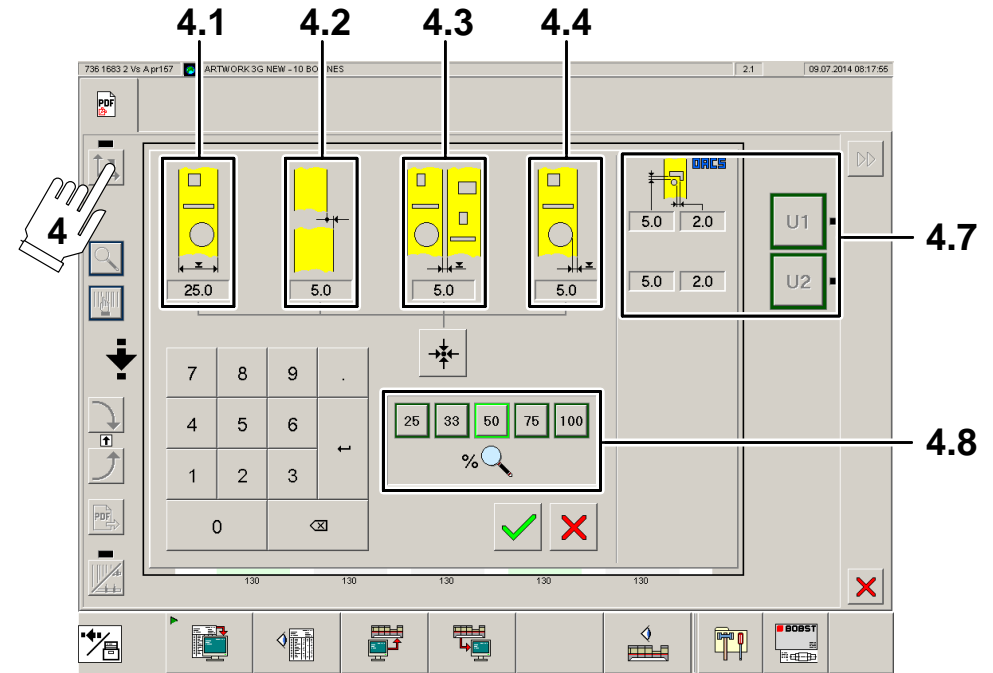 4.1 4.2 4.3 4.4
736 1683 2 Vs Apr157 ARTWORK 3G NEW - 10 BO NES 2.1 09.07.2014 08:17:55
PDF
ORCS
4
5.0 2.0
U1
4.7
25.0 5.0 5.0 5.0
5.0 2.0
U2
7 8 9 .
4 5 6
25 33 50 75 100
4.8
%
1 2 3
PDF
0
130 130 130 130 130
BOBST